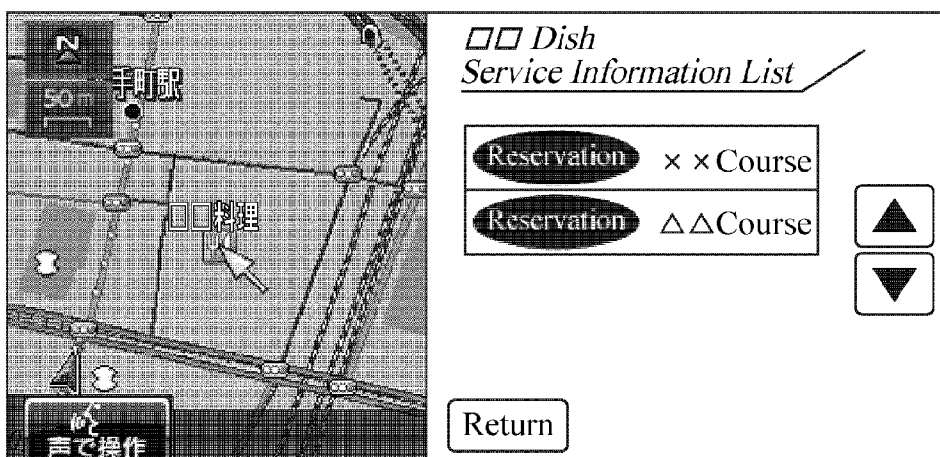 N
50m
手町駅
□□料理
声で操作
□□ Dish
Service Information List
Reservation ××Course
Reservation △△Course
Return